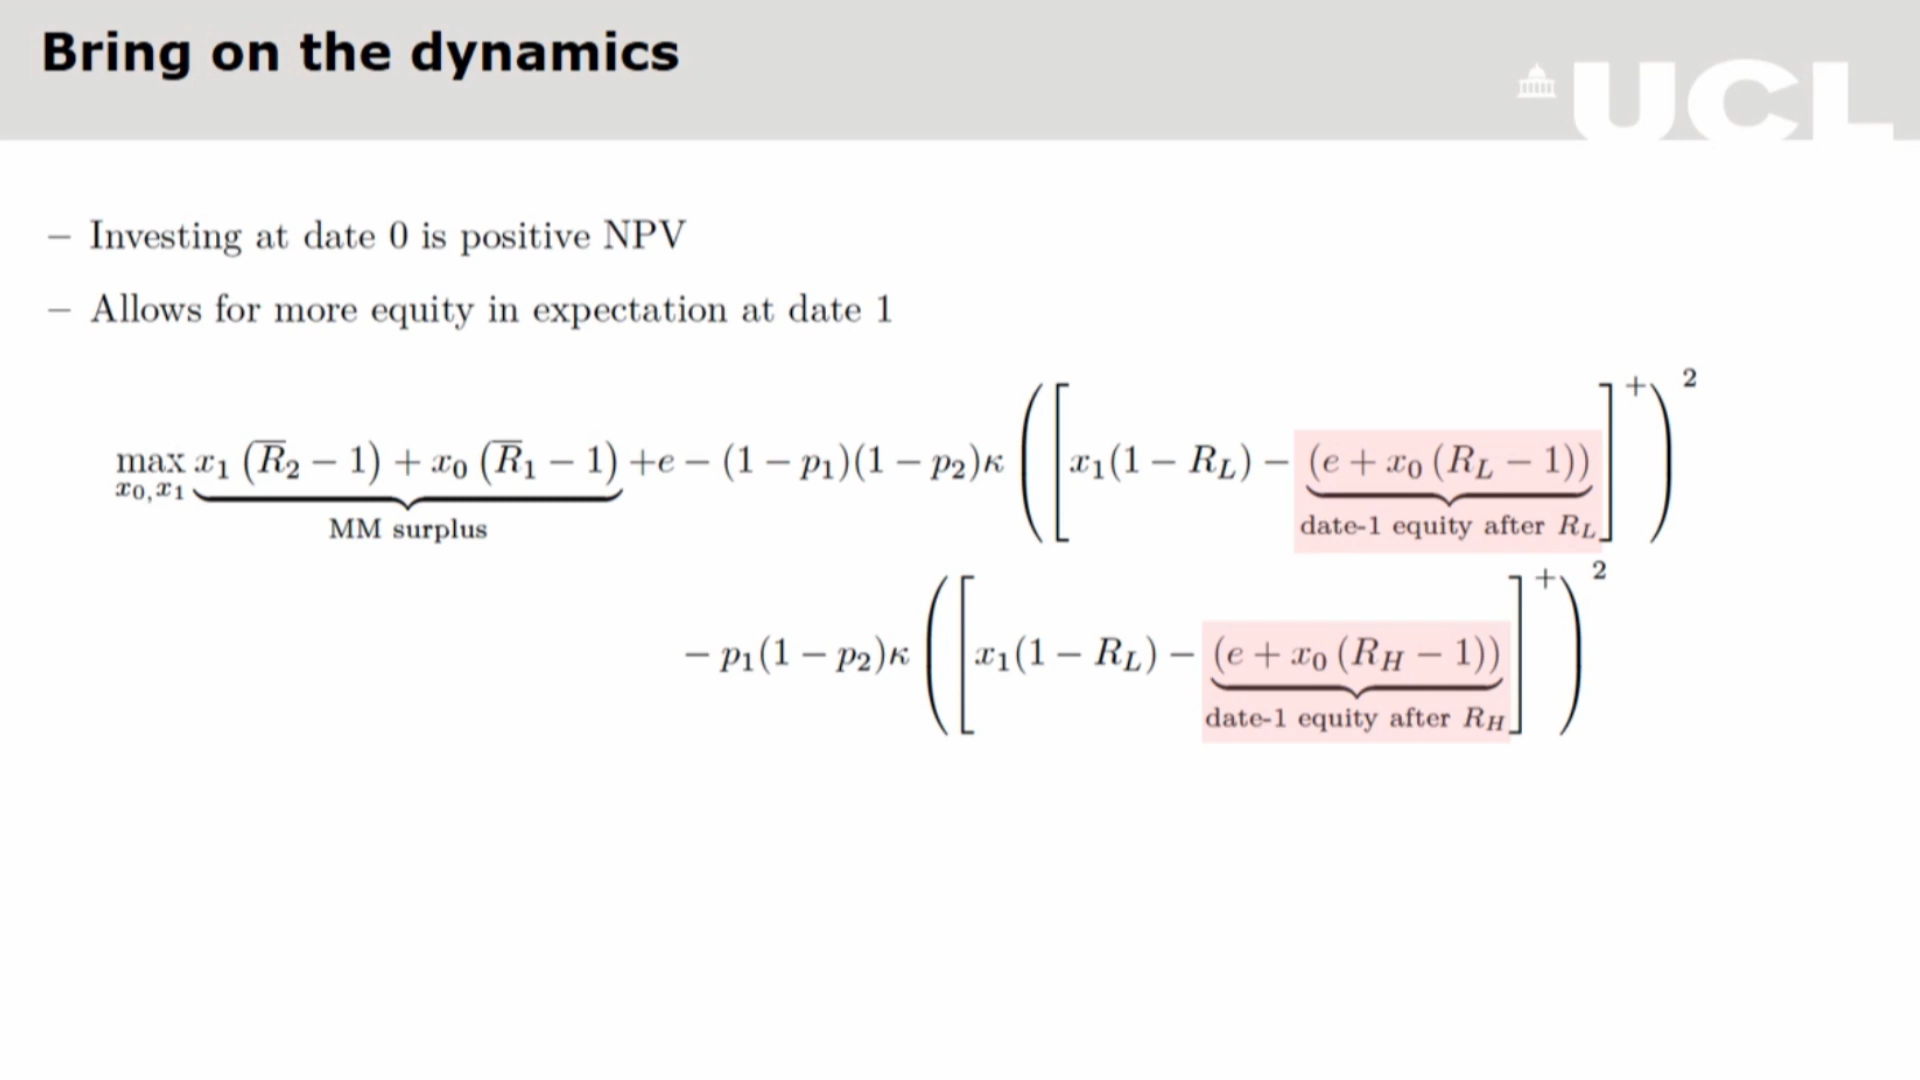 Bring on the dynamics
UCL
– Investing at date 0 is positive NPV
– Allows for more equity in expectation at date 1
max_{x₀,x₁} x₁ (R̅₂ − 1) + x₀ (R̅₁ − 1) +e − (1 − p₁)(1 − p₂)κ ([x₁(1 − R_L) − (e + x₀ (R_L − 1))]⁺)²
MM surplus
date-1 equity after R_L
− p₁(1 − p₂)κ ([x₁(1 − R_L) − (e + x₀ (R_H − 1))]⁺)²
date-1 equity after R_H